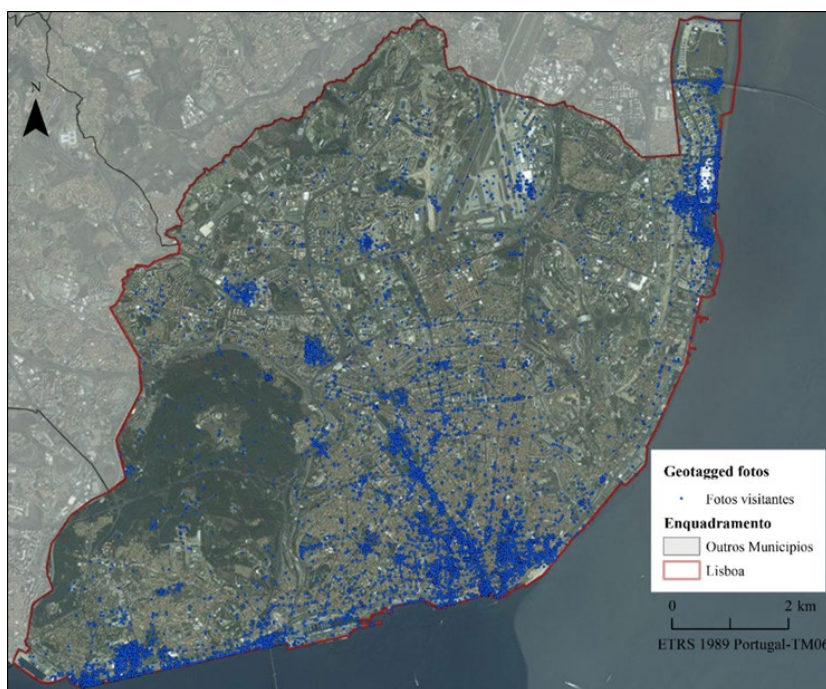 N
Geotagged fotos
Fotos visitantes
Enquadramento
Outros Municipios
Lisboa
0 2 km
ETRS 1989 Portugal-TM06